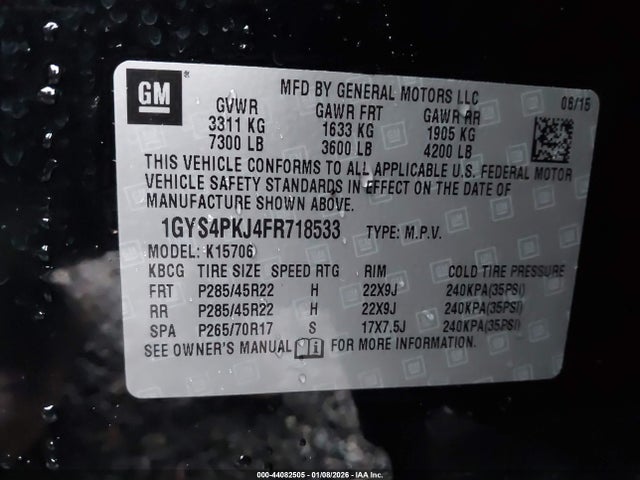 GM
MFD BY GENERAL MOTORS LLC
08/15
GVWR GAWR FRT GAWR RR
3311 KG 1633 KG 1905 KG
7300 LB 3600 LB 4200 LB
THIS VEHICLE CONFORMS TO ALL APPLICABLE U.S. FEDERAL MOTOR
VEHICLE SAFETY STANDARDS IN EFFECT ON THE DATE OF
MANUFACTURE SHOWN ABOVE.
1GYS4PKJ4FR718533 TYPE: M.P.V.
MODEL: K15706
KBCG TIRE SIZE SPEED RTG RIM COLD TIRE PRESSURE
FRT P285/45R22 H 22X9J 240KPA(35PSI)
RR P285/45R22 H 22X9J 240KPA(35PSI)
SPA P265/70R17 S 17X7.5J 240KPA(35PSI)
SEE OWNER'S MANUAL i FOR MORE INFORMATION.
000-44082505 - 01/08/2026 - IAA Inc.